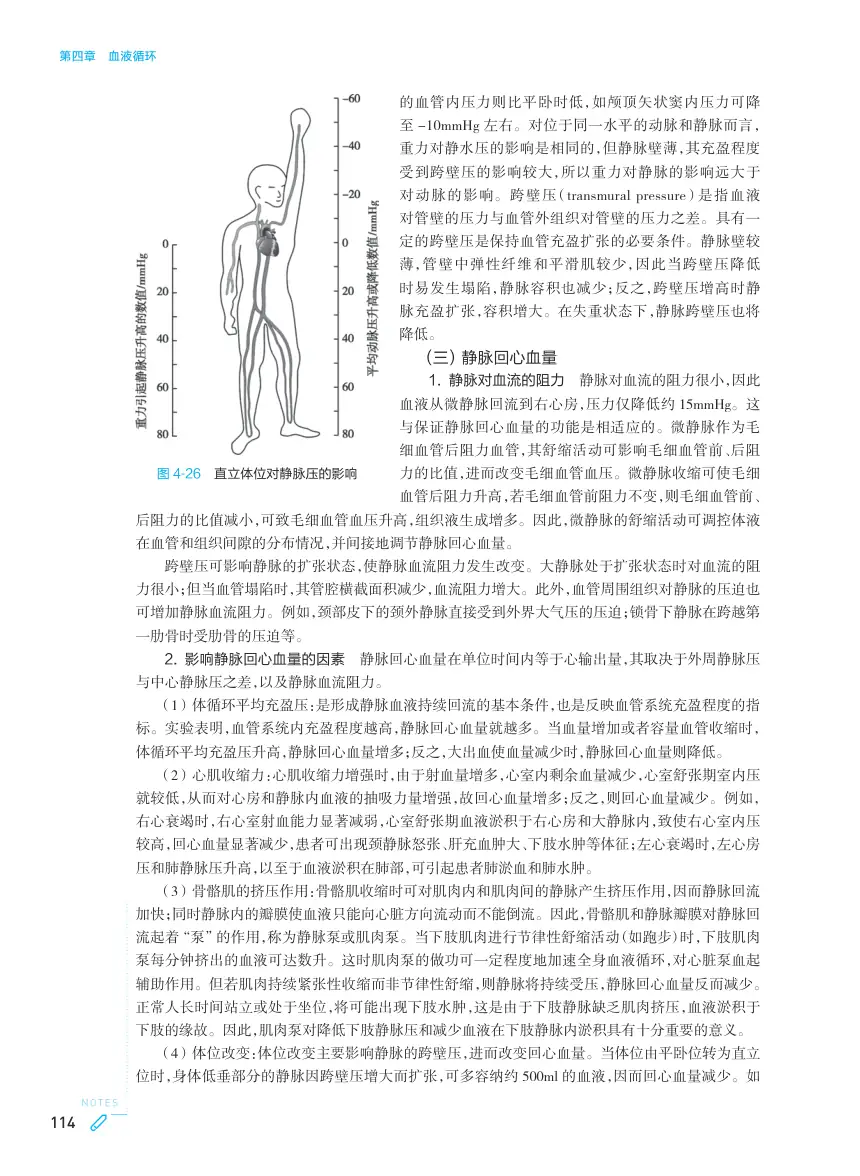 第四章 血液循环
-60
-40
-20
0
20
40
60
80
平均动脉压升高或降低数值/mmHg
0
20
40
60
80
重力引起静脉压升高的数值/mmHg
图 4-26 直立体位对静脉压的影响
的血管内压力则比平卧时低,如颅顶矢状窦内压力可降
至 –10mmHg 左右。对位于同一水平的动脉和静脉而言,
重力对静水压的影响是相同的,但静脉壁薄,其充盈程度
受到跨壁压的影响较大,所以重力对静脉的影响远大于
对动脉的影响。跨壁压(transmural pressure)是指血液
对管壁的压力与血管外组织对管壁的压力之差。具有一
定的跨壁压是保持血管充盈扩张的必要条件。静脉壁较
薄,管壁中弹性纤维和平滑肌较少,因此当跨壁压降低
时易发生塌陷,静脉容积也减少;反之,跨壁压增高时静
脉充盈扩张,容积增大。在失重状态下,静脉跨壁压也将
降低。
(三)静脉回心血量
1. 静脉对血流的阻力 静脉对血流的阻力很小,因此
血液从微静脉回流到右心房,压力仅降低约 15mmHg。这
与保证静脉回心血量的功能是相适应的。微静脉作为毛
细血管后阻力血管,其舒缩活动可影响毛细血管前、后阻
力的比值,进而改变毛细血管血压。微静脉收缩可使毛细
血管后阻力升高,若毛细血管前阻力不变,则毛细血管前、
后阻力的比值减小,可致毛细血管血压升高,组织液生成增多。因此,微静脉的舒缩活动可调控体液
在血管和组织间隙的分布情况,并间接地调节静脉回心血量。
跨壁压可影响静脉的扩张状态,使静脉血流阻力发生改变。大静脉处于扩张状态时对血流的阻
力很小;但当血管塌陷时,其管腔横截面积减少,血流阻力增大。此外,血管周围组织对静脉的压迫也
可增加静脉血流阻力。例如,颈部皮下的颈外静脉直接受到外界大气压的压迫;锁骨下静脉在跨越第
一肋骨时受肋骨的压迫等。
2. 影响静脉回心血量的因素 静脉回心血量在单位时间内等于心输出量,其取决于外周静脉压
与中心静脉压之差,以及静脉血流阻力。
(1)体循环平均充盈压:是形成静脉血液持续回流的基本条件,也是反映血管系统充盈程度的指
标。实验表明,血管系统内充盈程度越高,静脉回心血量就越多。当血量增加或者容量血管收缩时,
体循环平均充盈压升高,静脉回心血量增多;反之,大出血使血量减少时,静脉回心血量则降低。
(2)心肌收缩力:心肌收缩力增强时,由于射血量增多,心室内剩余血量减少,心室舒张期室内压
就较低,从而对心房和静脉内血液的抽吸力量增强,故回心血量增多;反之,则回心血量减少。例如,
右心衰竭时,右心室射血能力显著减弱,心室舒张期血液淤积于右心房和大静脉内,致使右心室内压
较高,回心血量显著减少,患者可出现颈静脉怒张、肝充血肿大、下肢水肿等体征;左心衰竭时,左心房
压和肺静脉压升高,以至于血液淤积在肺部,可引起患者肺淤血和肺水肿。
(3)骨骼肌的挤压作用:骨骼肌收缩时可对肌肉内和肌肉间的静脉产生挤压作用,因而静脉回流
加快;同时静脉内的瓣膜使血液只能向心脏方向流动而不能倒流。因此,骨骼肌和静脉瓣膜对静脉回
流起着“泵”的作用,称为静脉泵或肌肉泵。当下肢肌肉进行节律性舒缩活动(如跑步)时,下肢肌肉
泵每分钟挤出的血液可达数升。这时肌肉泵的做功可一定程度地加速全身血液循环,对心脏泵血起
辅助作用。但若肌肉持续紧张性收缩而非节律性舒缩,则静脉将持续受压,静脉回心血量反而减少。
正常人长时间站立或处于坐位,将可能出现下肢水肿,这是由于下肢静脉缺乏肌肉挤压,血液淤积于
下肢的缘故。因此,肌肉泵对降低下肢静脉压和减少血液在下肢静脉内淤积具有十分重要的意义。
(4)体位改变:体位改变主要影响静脉的跨壁压,进而改变回心血量。当体位由平卧位转为直立
位时,身体低垂部分的静脉因跨壁压增大而扩张,可多容纳约 500ml 的血液,因而回心血量减少。如
NOTES
114